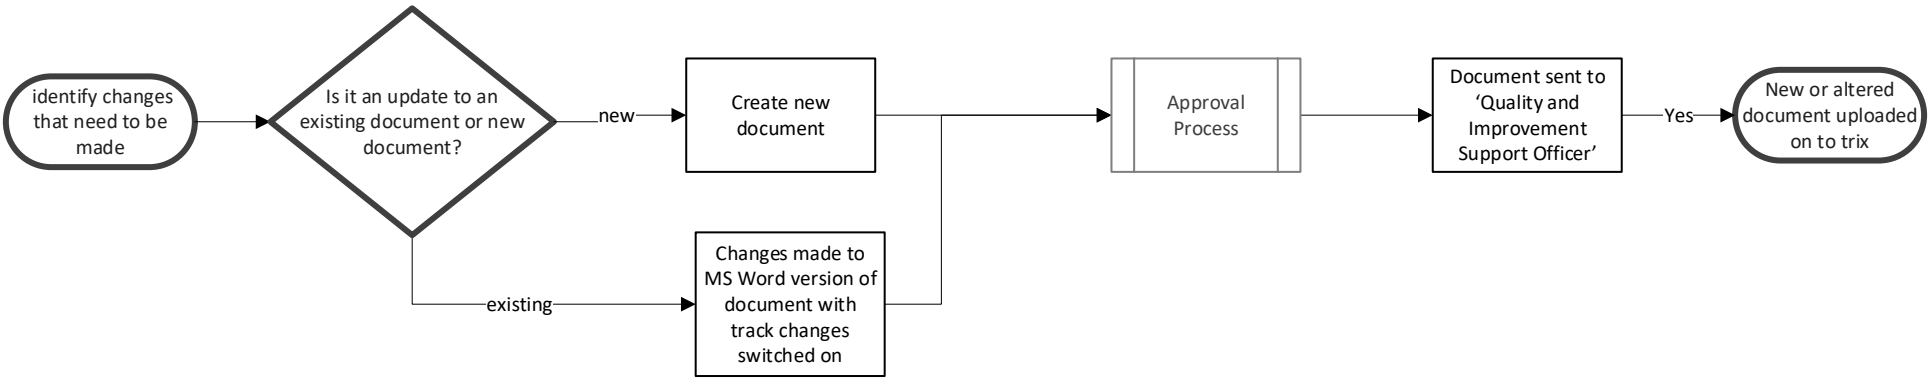 identify changes
that need to be
made
Is it an update to an
existing document or new
document?
new
Create new
document
existing
Changes made to
MS Word version of
document with
track changes
switched on
Approval
Process
Document sent to
‘Quality and
Improvement
Support Officer’
Yes
New or altered
document uploaded
on to trix